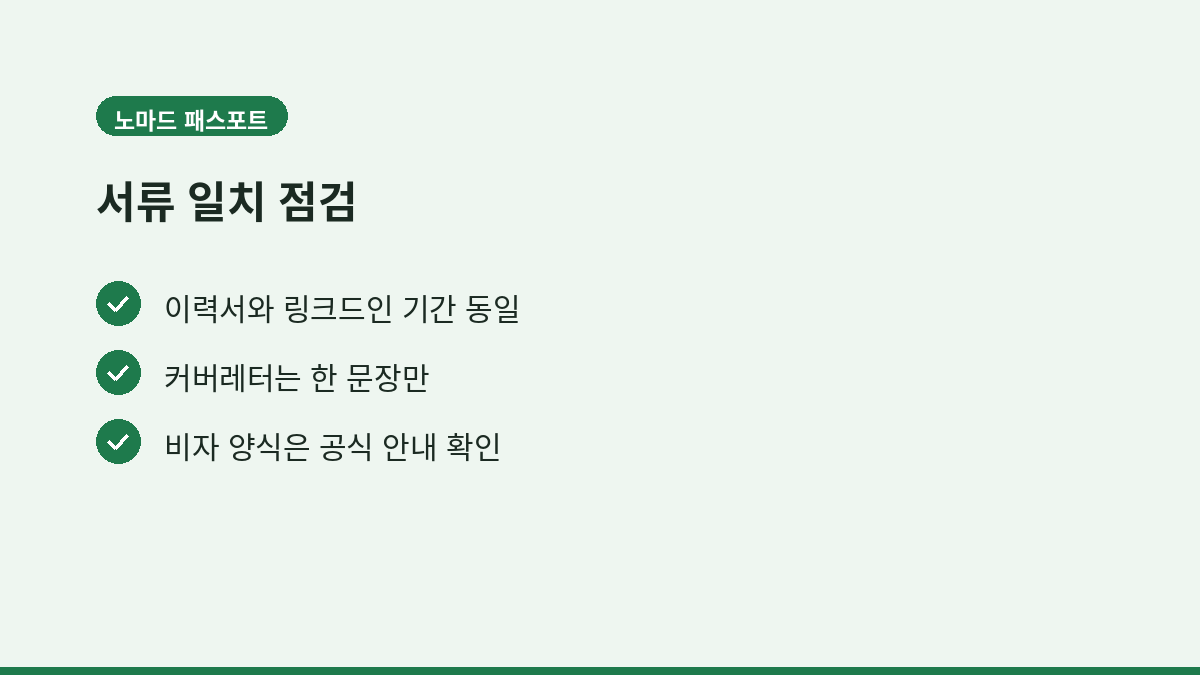 노마드 패스포트
서류 일치 점검
이력서와 링크드인 기간 동일
커버레터는 한 문장만
비자 양식은 공식 안내 확인